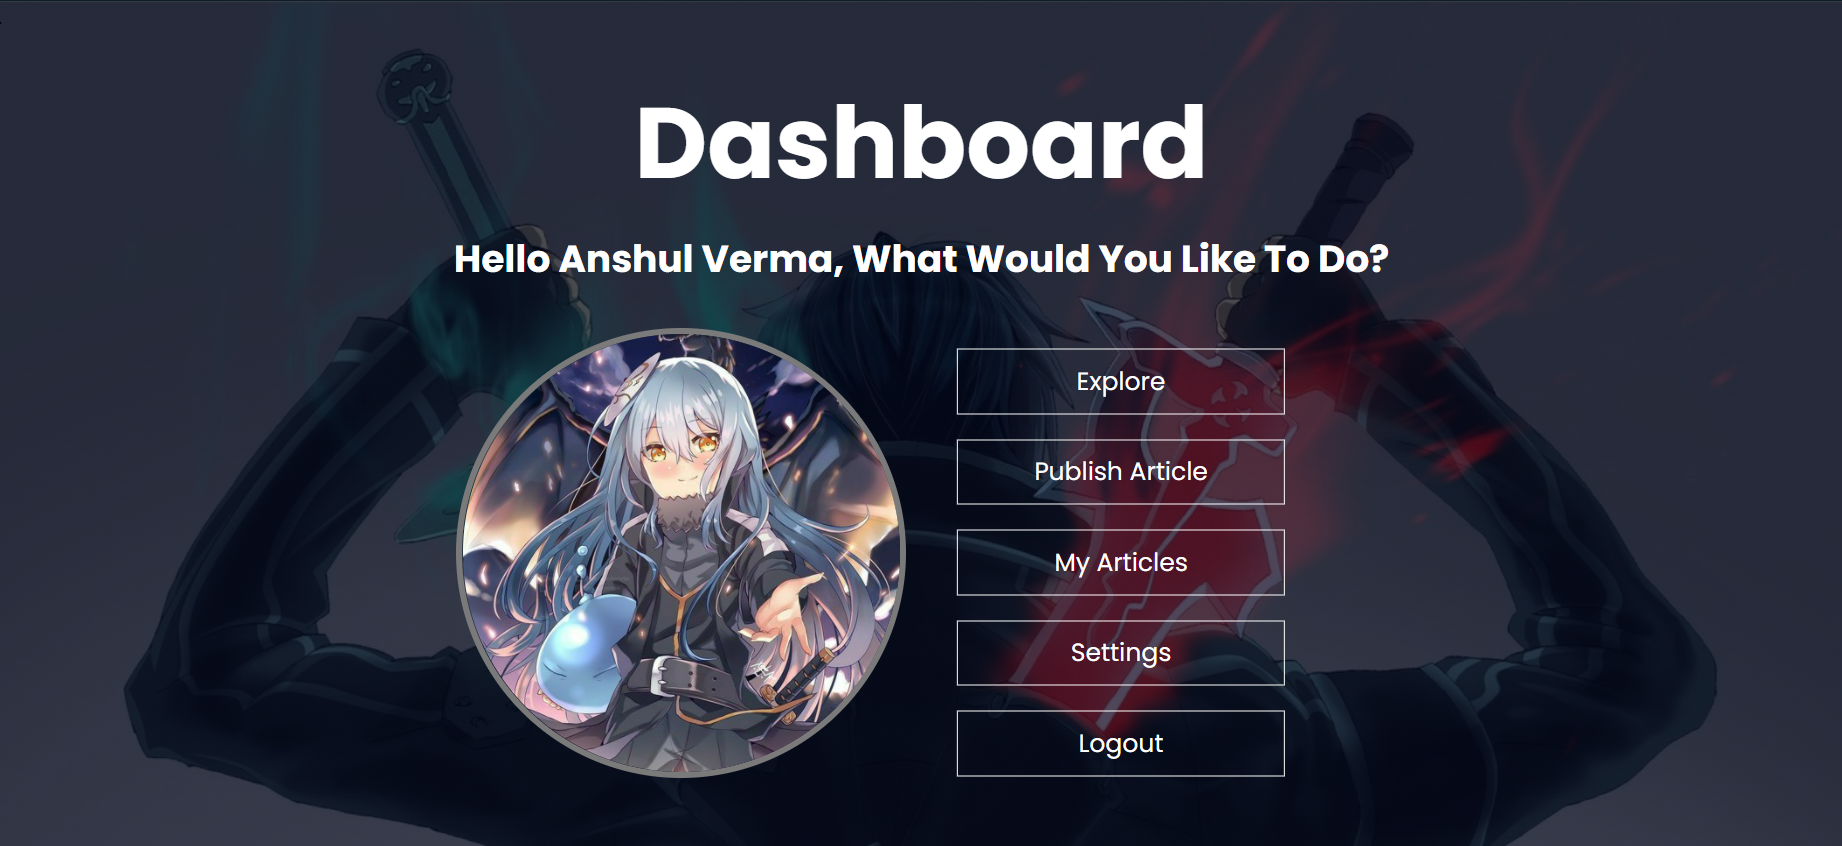 Dashboard
Hello Anshul Verma, What Would You Like To Do?
Explore
Publish Article
My Articles
Settings
Logout